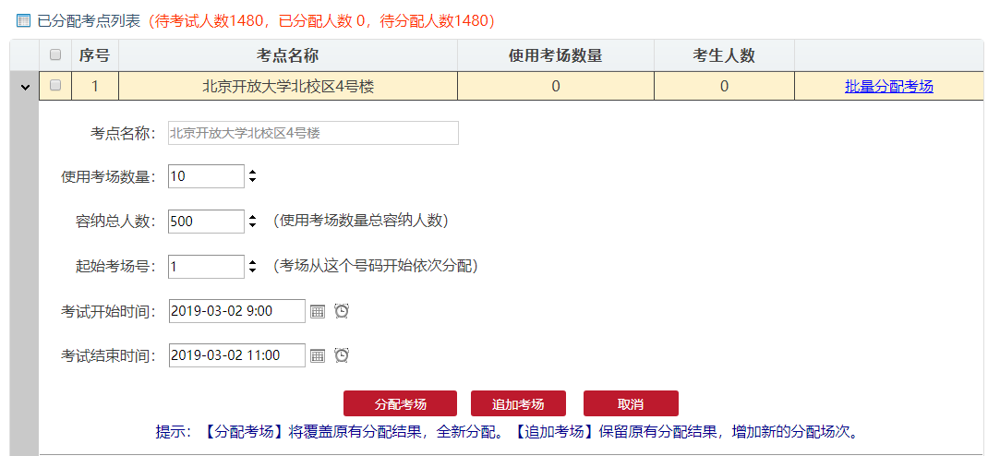 已分配考点列表（待考试人数1480，已分配人数 0，待分配人数1480）
序号 考点名称 使用考场数量 考生人数
1 北京开放大学北校区4号楼 0 0 批量分配考场
考点名称： 北京开放大学北校区4号楼
使用考场数量： 10
容纳总人数： 500 （使用考场数量总容纳人数）
起始考场号： 1 （考场从这个号码开始依次分配）
考试开始时间： 2019-03-02 9:00
考试结束时间： 2019-03-02 11:00
分配考场 追加考场 取消
提示：【分配考场】将覆盖原有分配结果，全新分配。【追加考场】保留原有分配结果，增加新的分配场次。